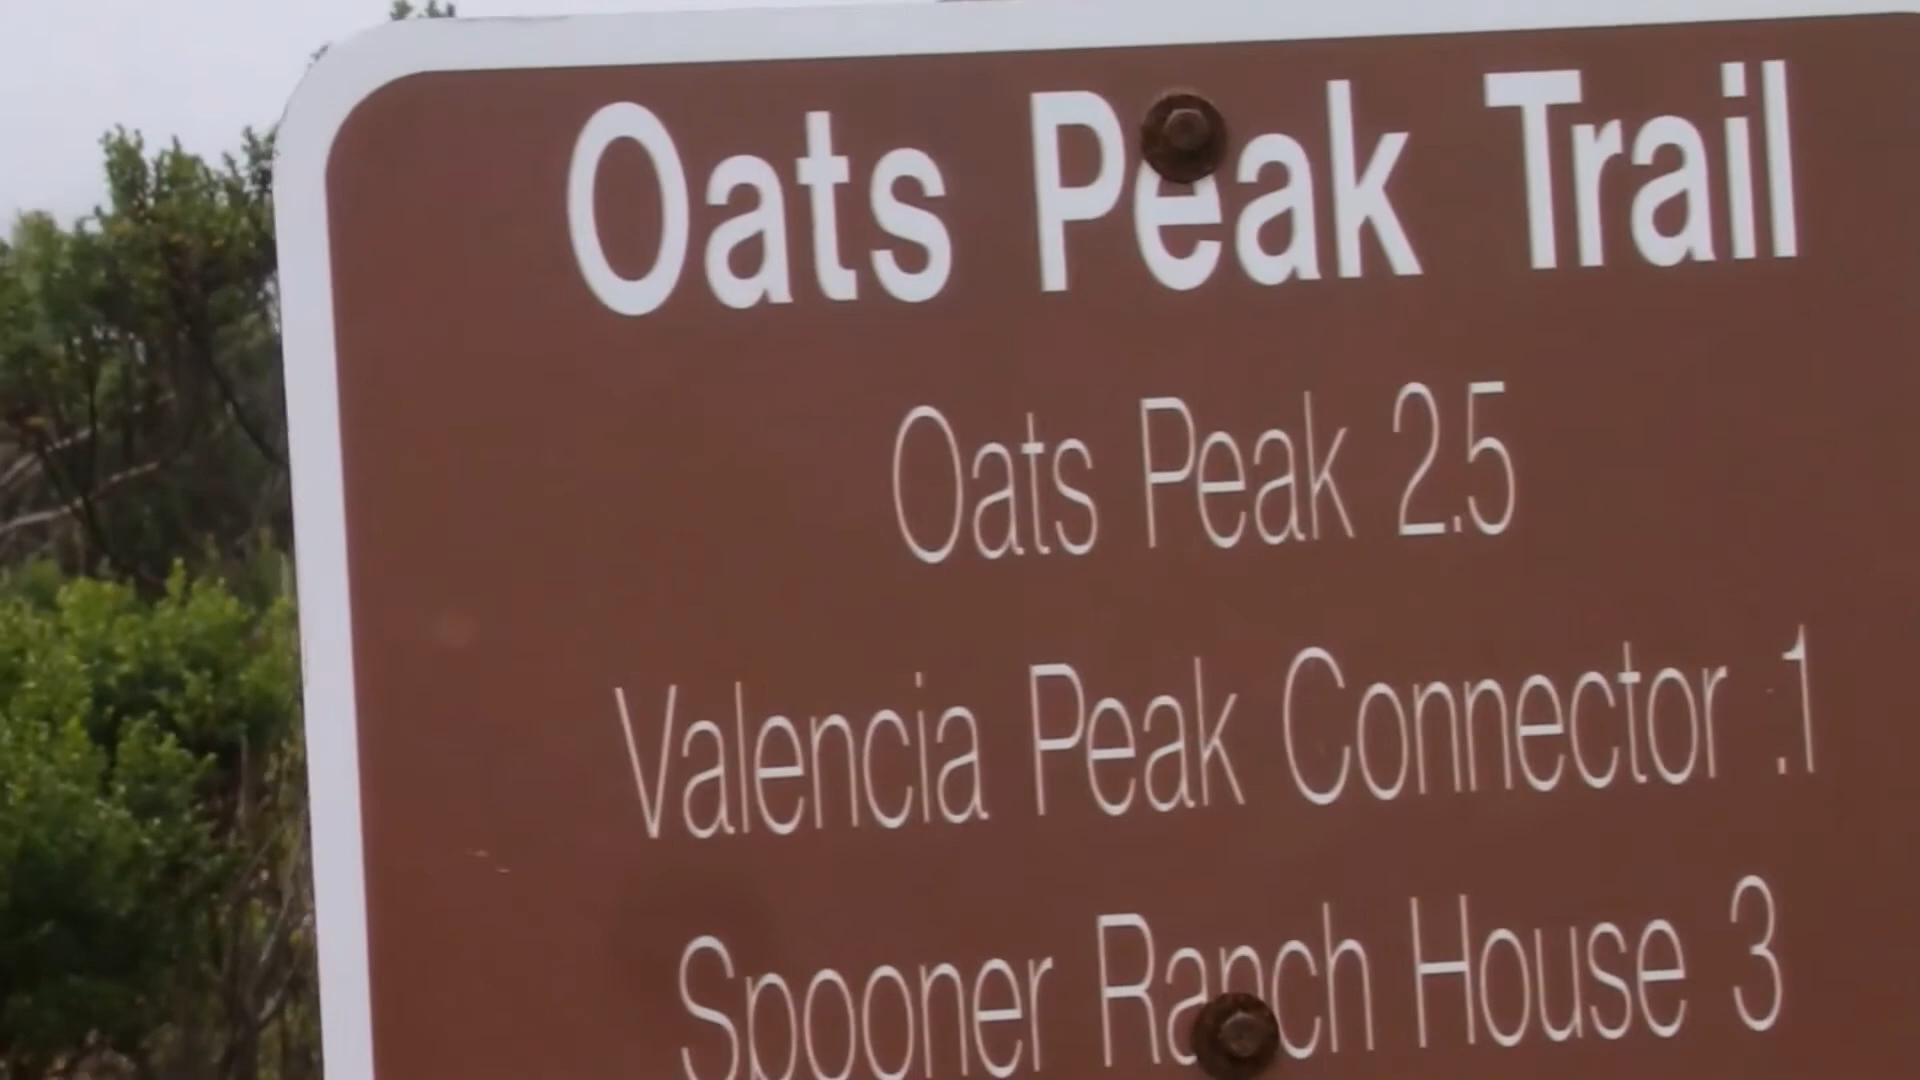 Oats Peak Trail
Oats Peak 2.5
Valencia Peak Connector .1
Spooner Ranch House 3